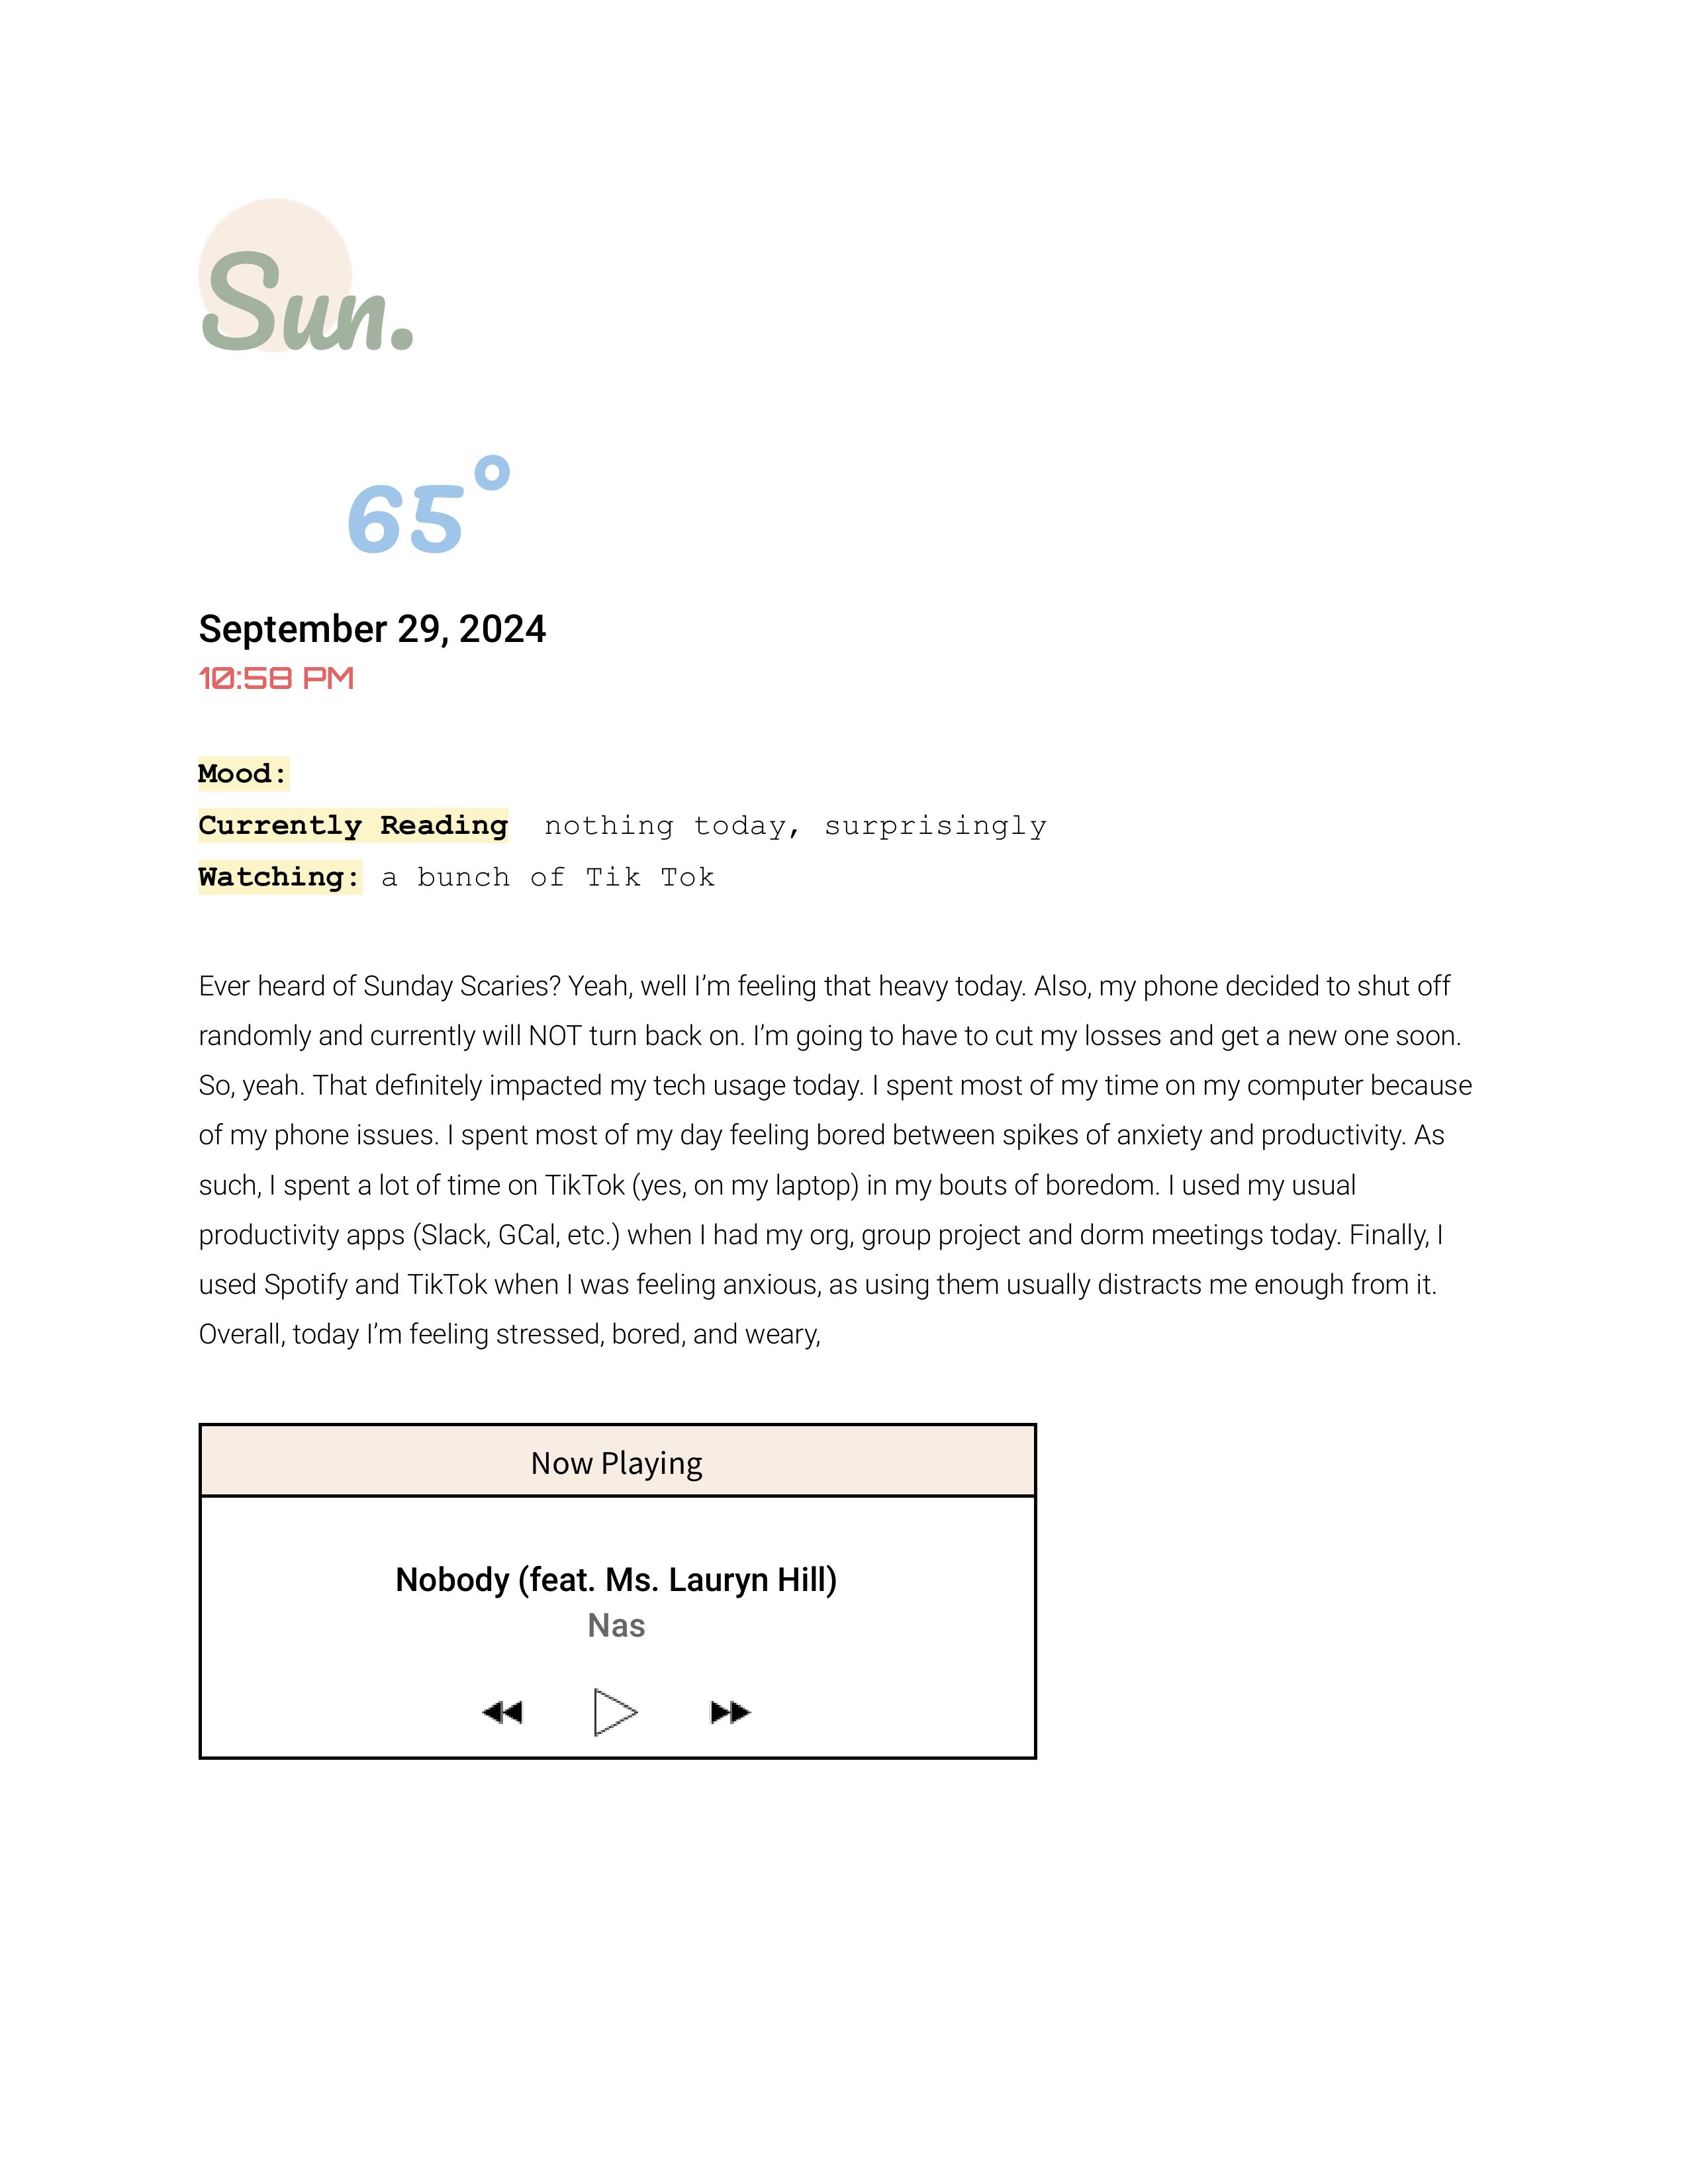 Sun.
65°
September 29, 2024
10:58 PM
Mood:
Currently Reading  nothing today, surprisingly
Watching: a bunch of Tik Tok
Ever heard of Sunday Scaries? Yeah, well I’m feeling that heavy today. Also, my phone decided to shut off
randomly and currently will NOT turn back on. I’m going to have to cut my losses and get a new one soon.
So, yeah. That definitely impacted my tech usage today. I spent most of my time on my computer because
of my phone issues. I spent most of my day feeling bored between spikes of anxiety and productivity. As
such, I spent a lot of time on TikTok (yes, on my laptop) in my bouts of boredom. I used my usual
productivity apps (Slack, GCal, etc.) when I had my org, group project and dorm meetings today. Finally, I
used Spotify and TikTok when I was feeling anxious, as using them usually distracts me enough from it.
Overall, today I’m feeling stressed, bored, and weary,
Now Playing
Nobody (feat. Ms. Lauryn Hill)
Nas